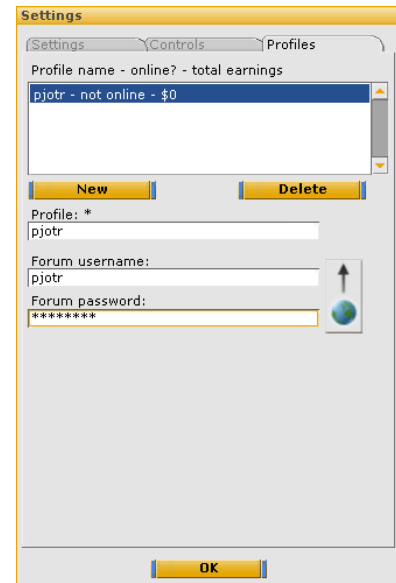 Settings
Settings Controls Profiles
Profile name - online? - total earnings
pjotr - not online - $0
New Delete
Profile: *
pjotr
Forum username:
pjotr
Forum password:
********
OK